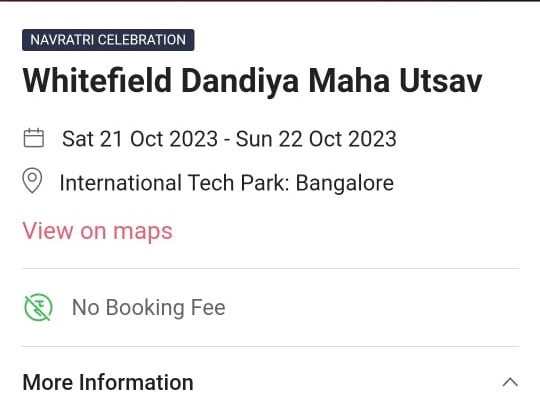 NAVRATRI CELEBRATION
Whitefield Dandiya Maha Utsav
Sat 21 Oct 2023 - Sun 22 Oct 2023
International Tech Park: Bangalore
View on maps
No Booking Fee
More Information